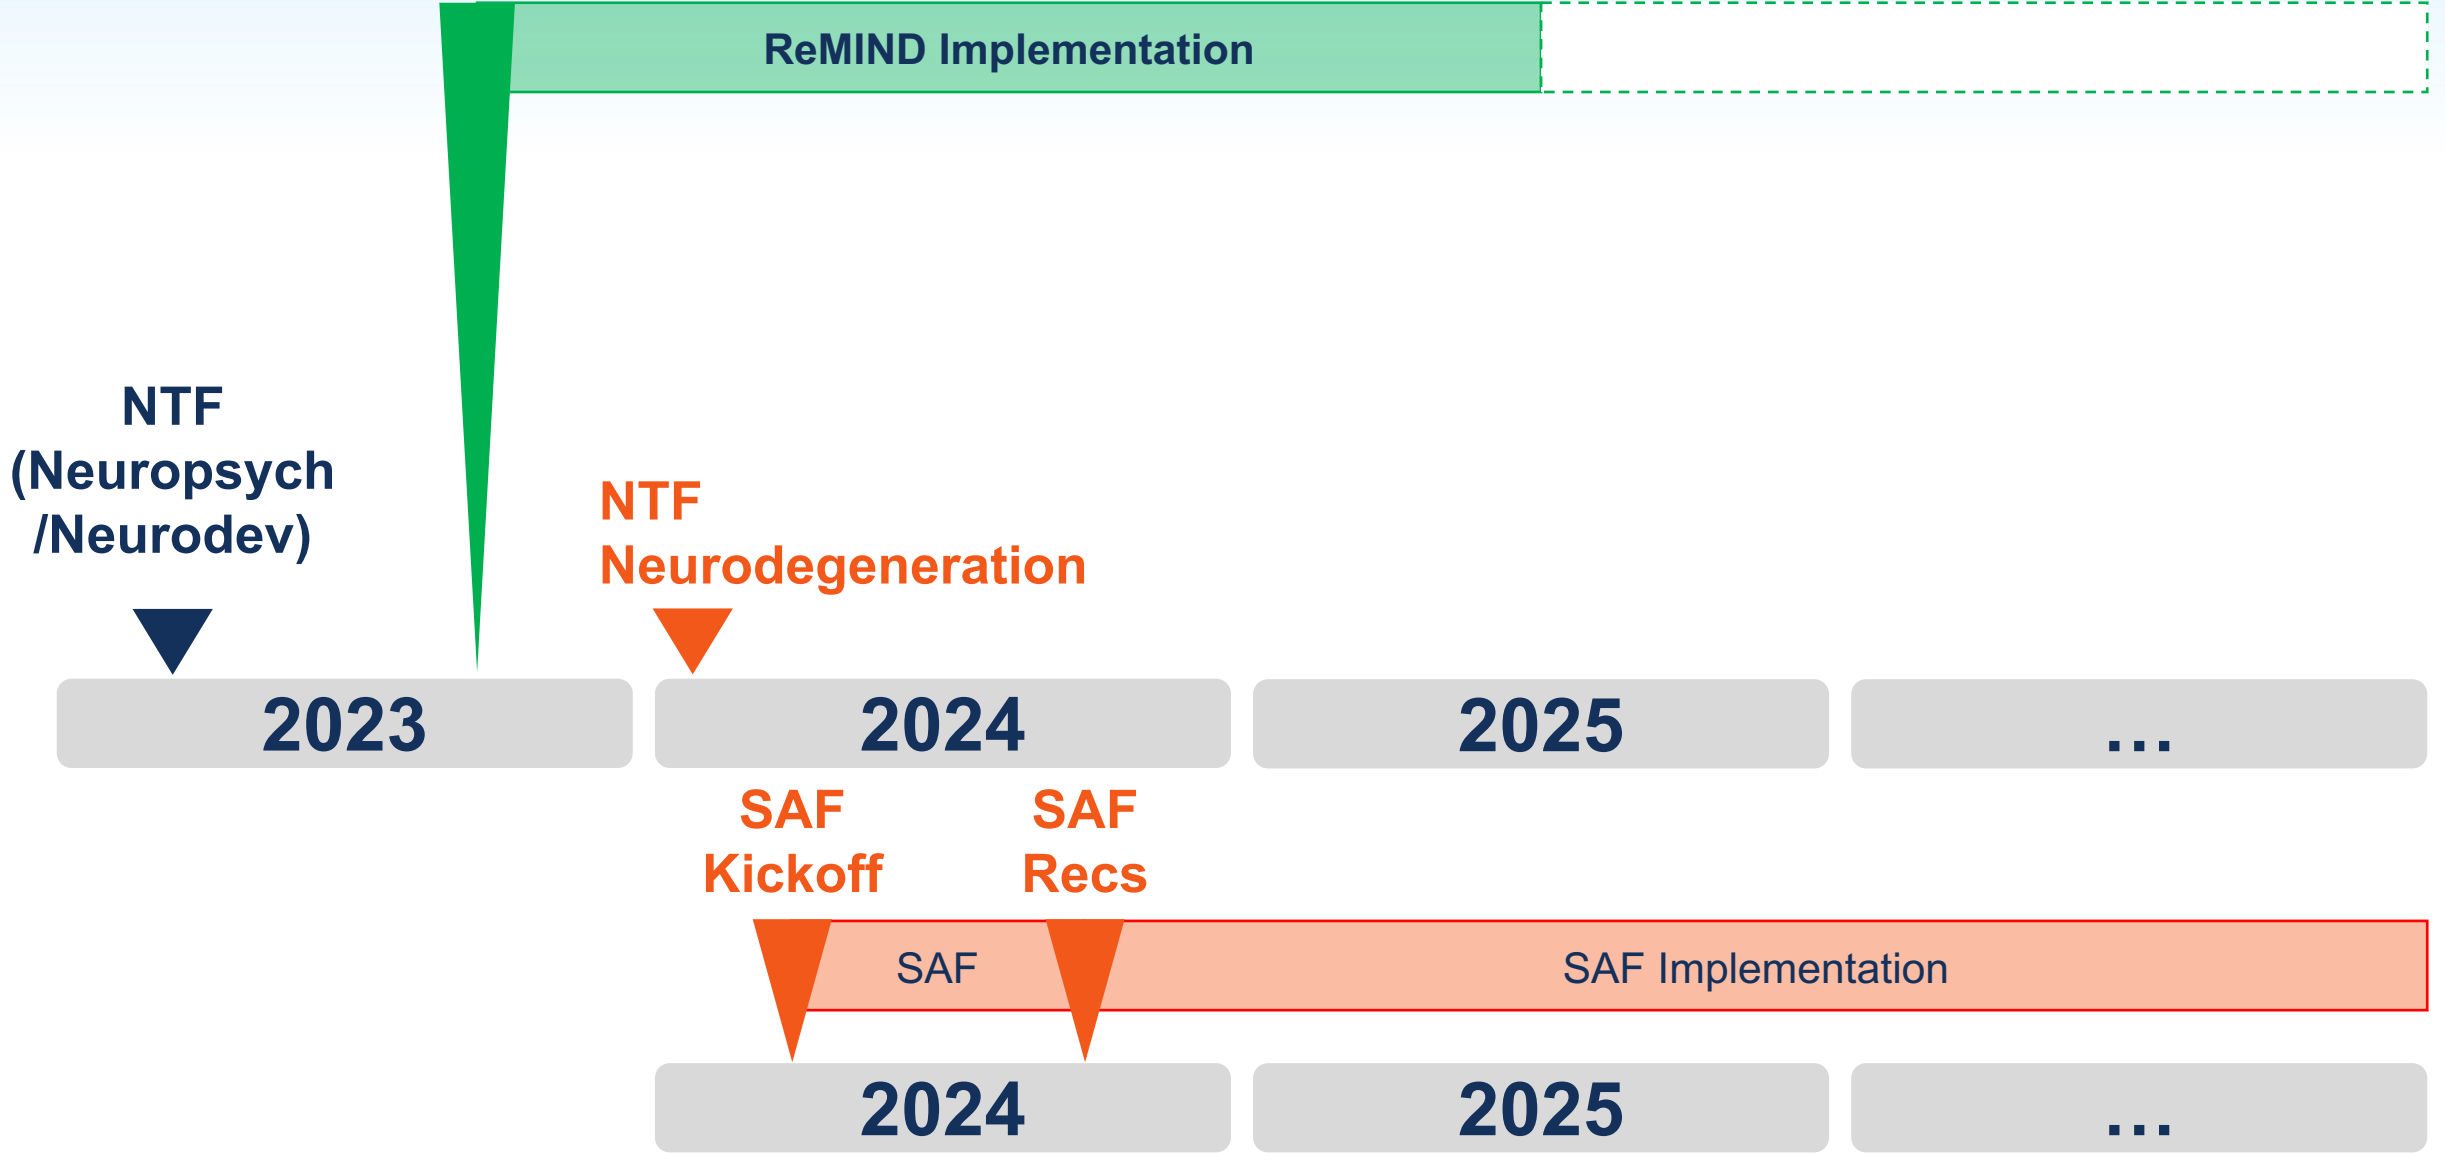 ReMIND Implementation
NTF
(Neuropsych
/Neurodev)
NTF
Neurodegeneration
2023
2024
2025
...
SAF
Kickoff
SAF
Recs
SAF
SAF Implementation
2024
2025
...